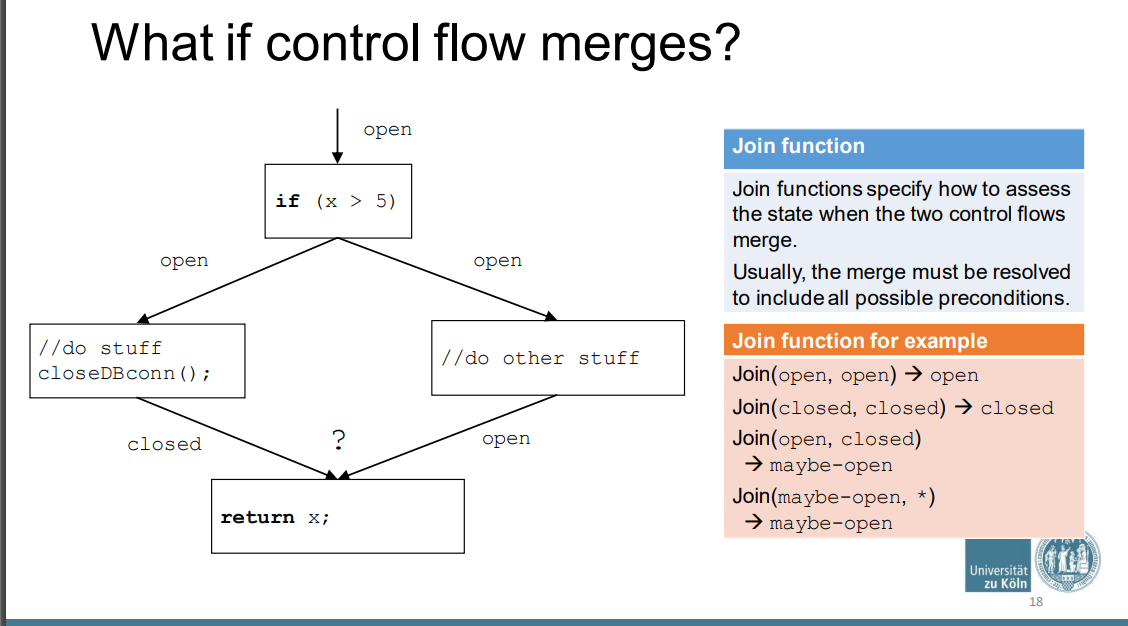 What if control flow merges?
open
if (x > 5)
open
open
//do stuff
closeDBconn();
//do other stuff
closed
?
open
return x;
Join function
Join functions specify how to assess
the state when the two control flows
merge.
Usually, the merge must be resolved
to include all possible preconditions.
Join function for example
Join(open, open) → open
Join(closed, closed) → closed
Join(open, closed)
→ maybe-open
Join(maybe-open, *)
→ maybe-open
Universität
zu Köln
18